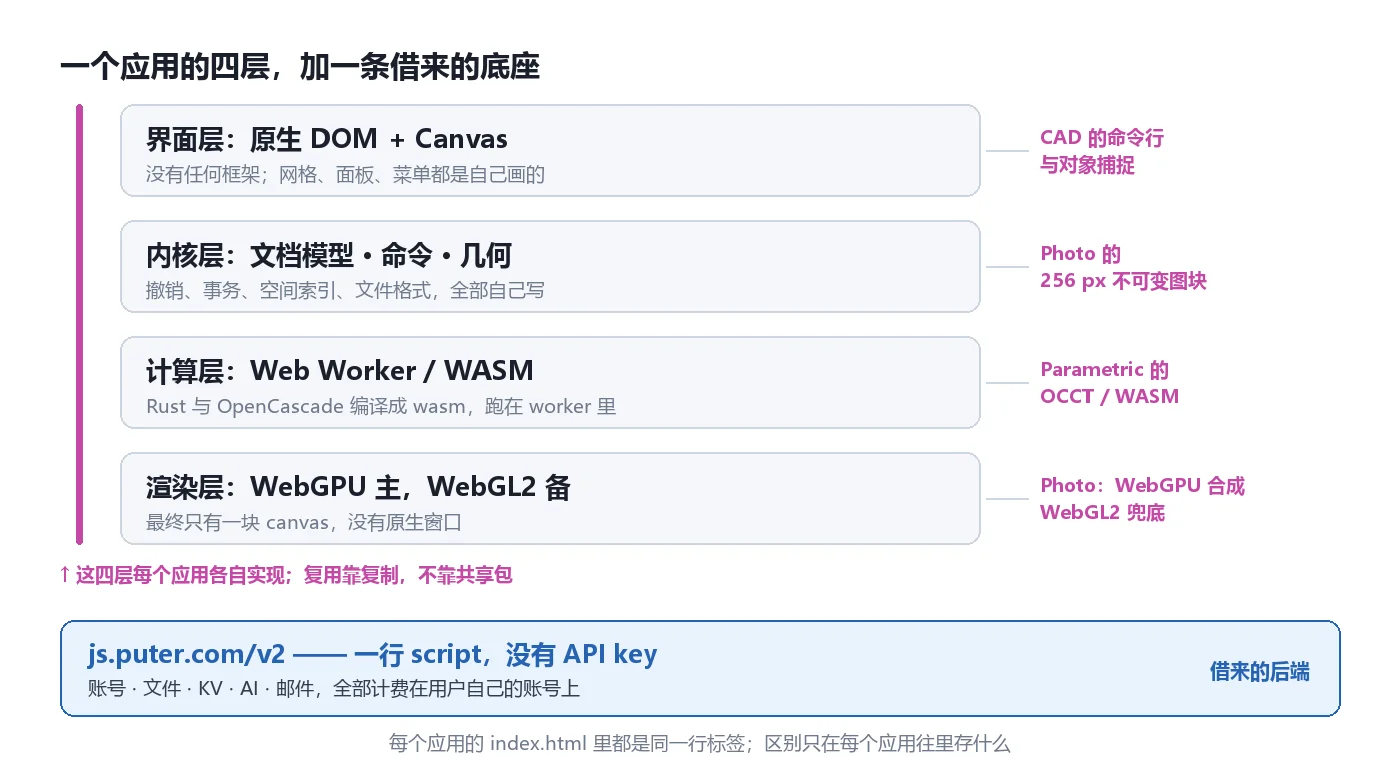 一个应用的四层，加一条借来的底座
界面层：原生 DOM + Canvas
没有任何框架；网格、面板、菜单都是自己画的
CAD 的命令行
与对象捕捉
内核层：文档模型 · 命令 · 几何
撤销、事务、空间索引、文件格式，全部自己写
Photo 的
256 px 不可变图块
计算层：Web Worker / WASM
Rust 与 OpenCascade 编译成 wasm，跑在 worker 里
Parametric 的
OCCT / WASM
渲染层：WebGPU 主，WebGL2 备
最终只有一块 canvas，没有原生窗口
Photo：WebGPU 合成
WebGL2 兜底
↑ 这四层每个应用各自实现；复用靠复制，不靠共享包
js.puter.com/v2 —— 一行 script，没有 API key
账号 · 文件 · KV · AI · 邮件，全部计费在用户自己的账号上
借来的后端
每个应用的 index.html 里都是同一行标签；区别只在每个应用往里存什么